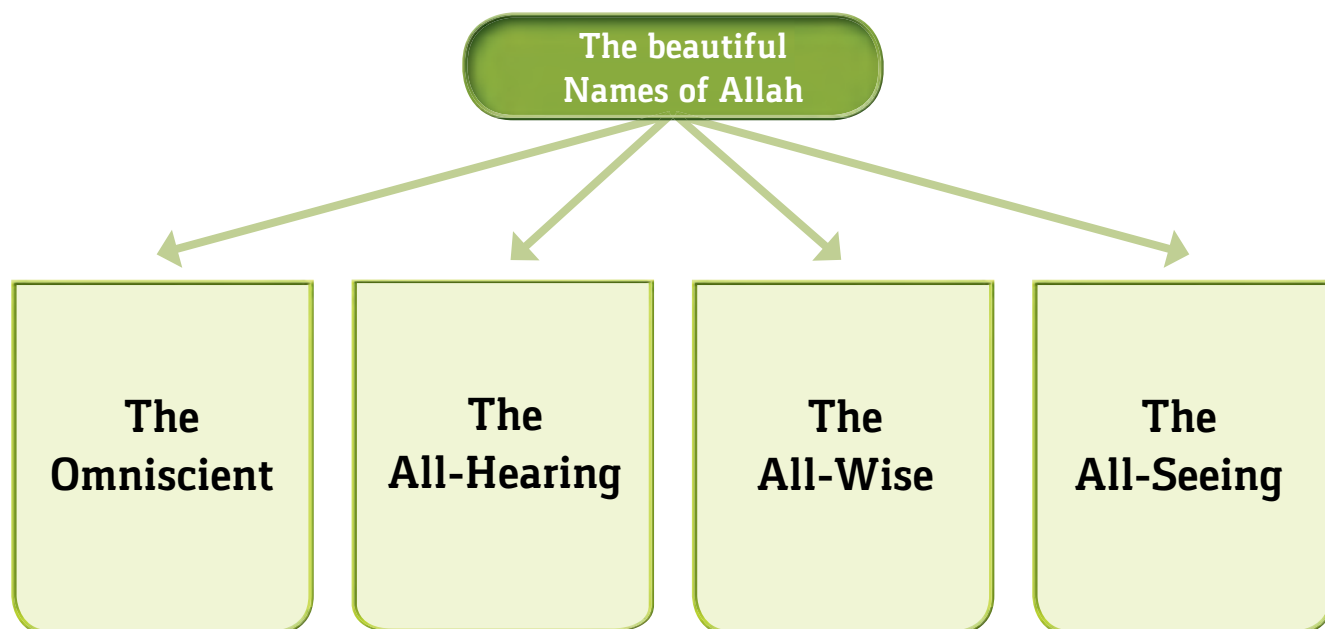 The beautiful
Names of Allah
The
Omniscient
The
All-Hearing
The
All-Wise
The
All-Seeing